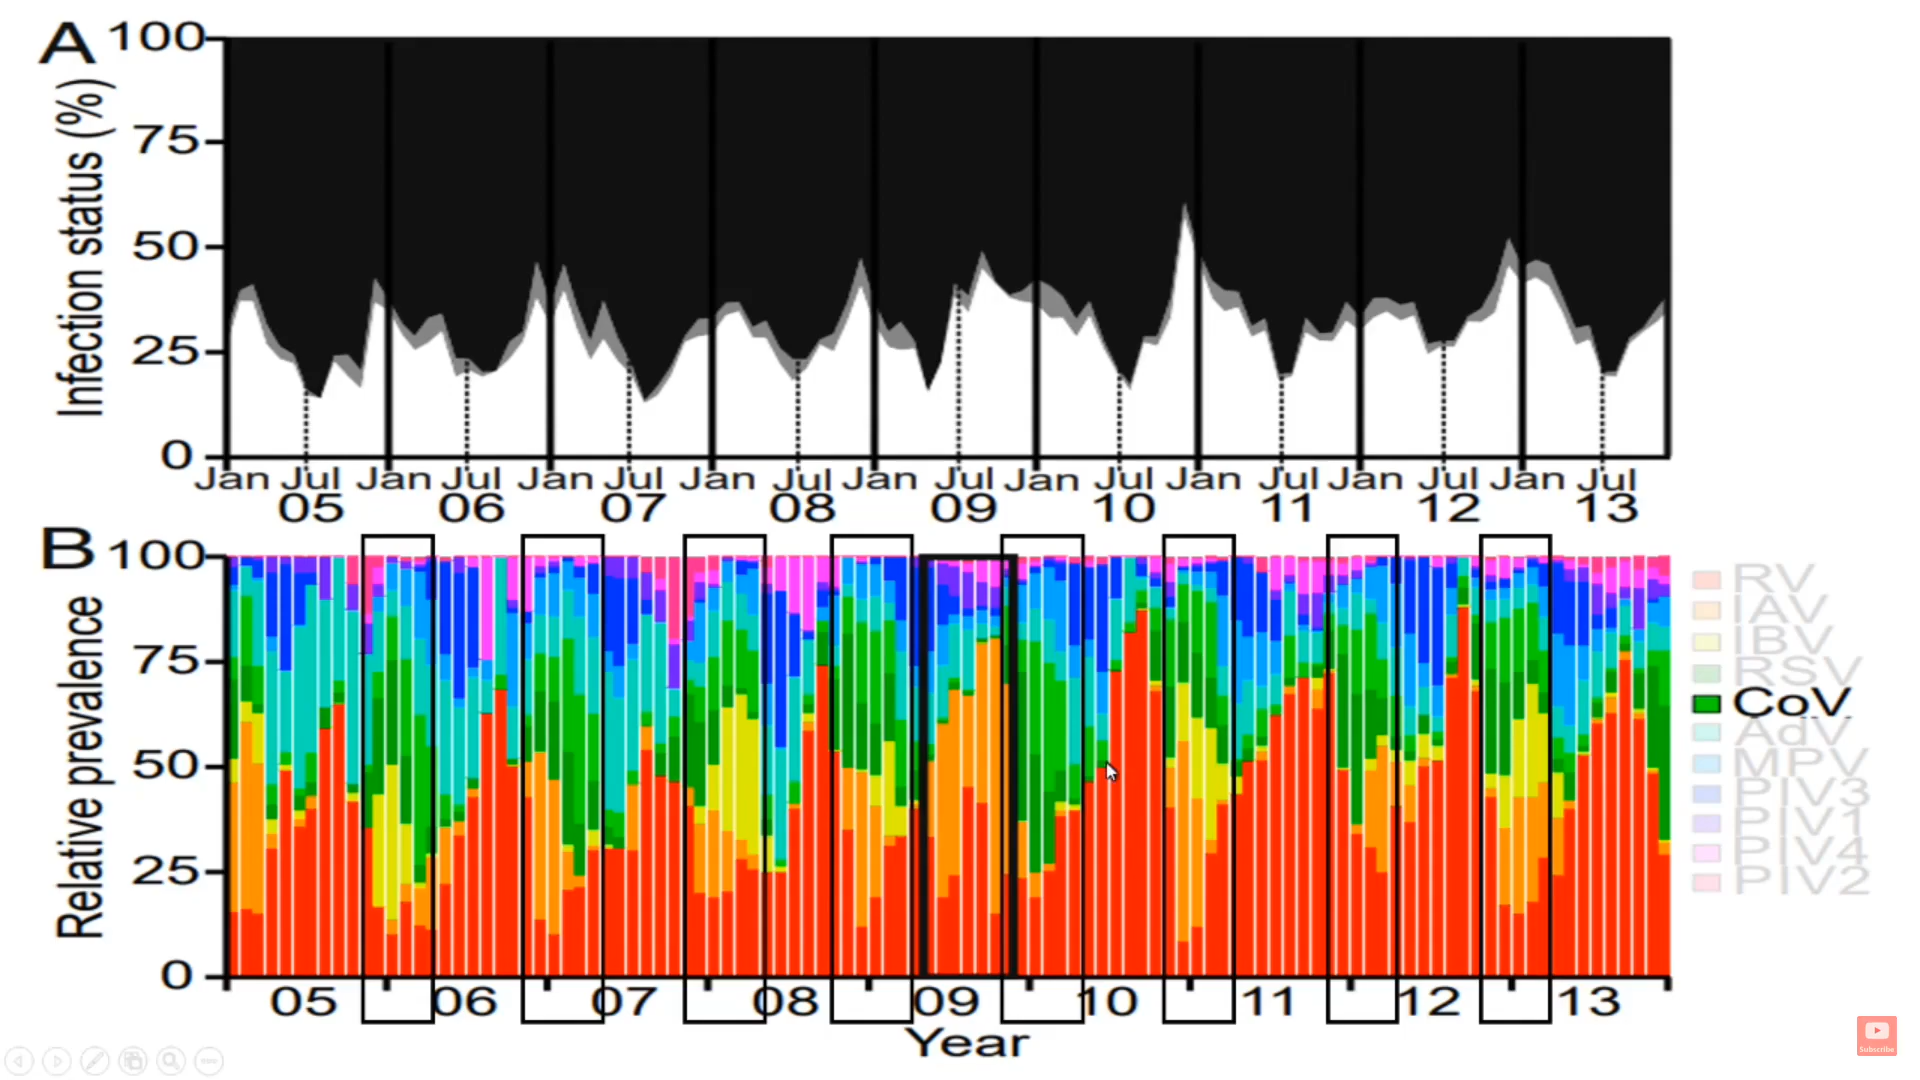 A
100
75
50
25
0
Infection status (%)
Jan Jul Jan Jul Jan Jul Jan Jul Jan Jul Jan Jul Jan Jul Jan Jul Jan Jul
05 06 07 08 09 10 11 12 13
B
100
75
50
25
0
Relative prevalence
05 06 07 08 09 10 11 12 13
Year
RV
IAV
IBV
RSV
CoV
AdV
MPV
PIV3
PIV1
PIV4
PIV2
Subscribe